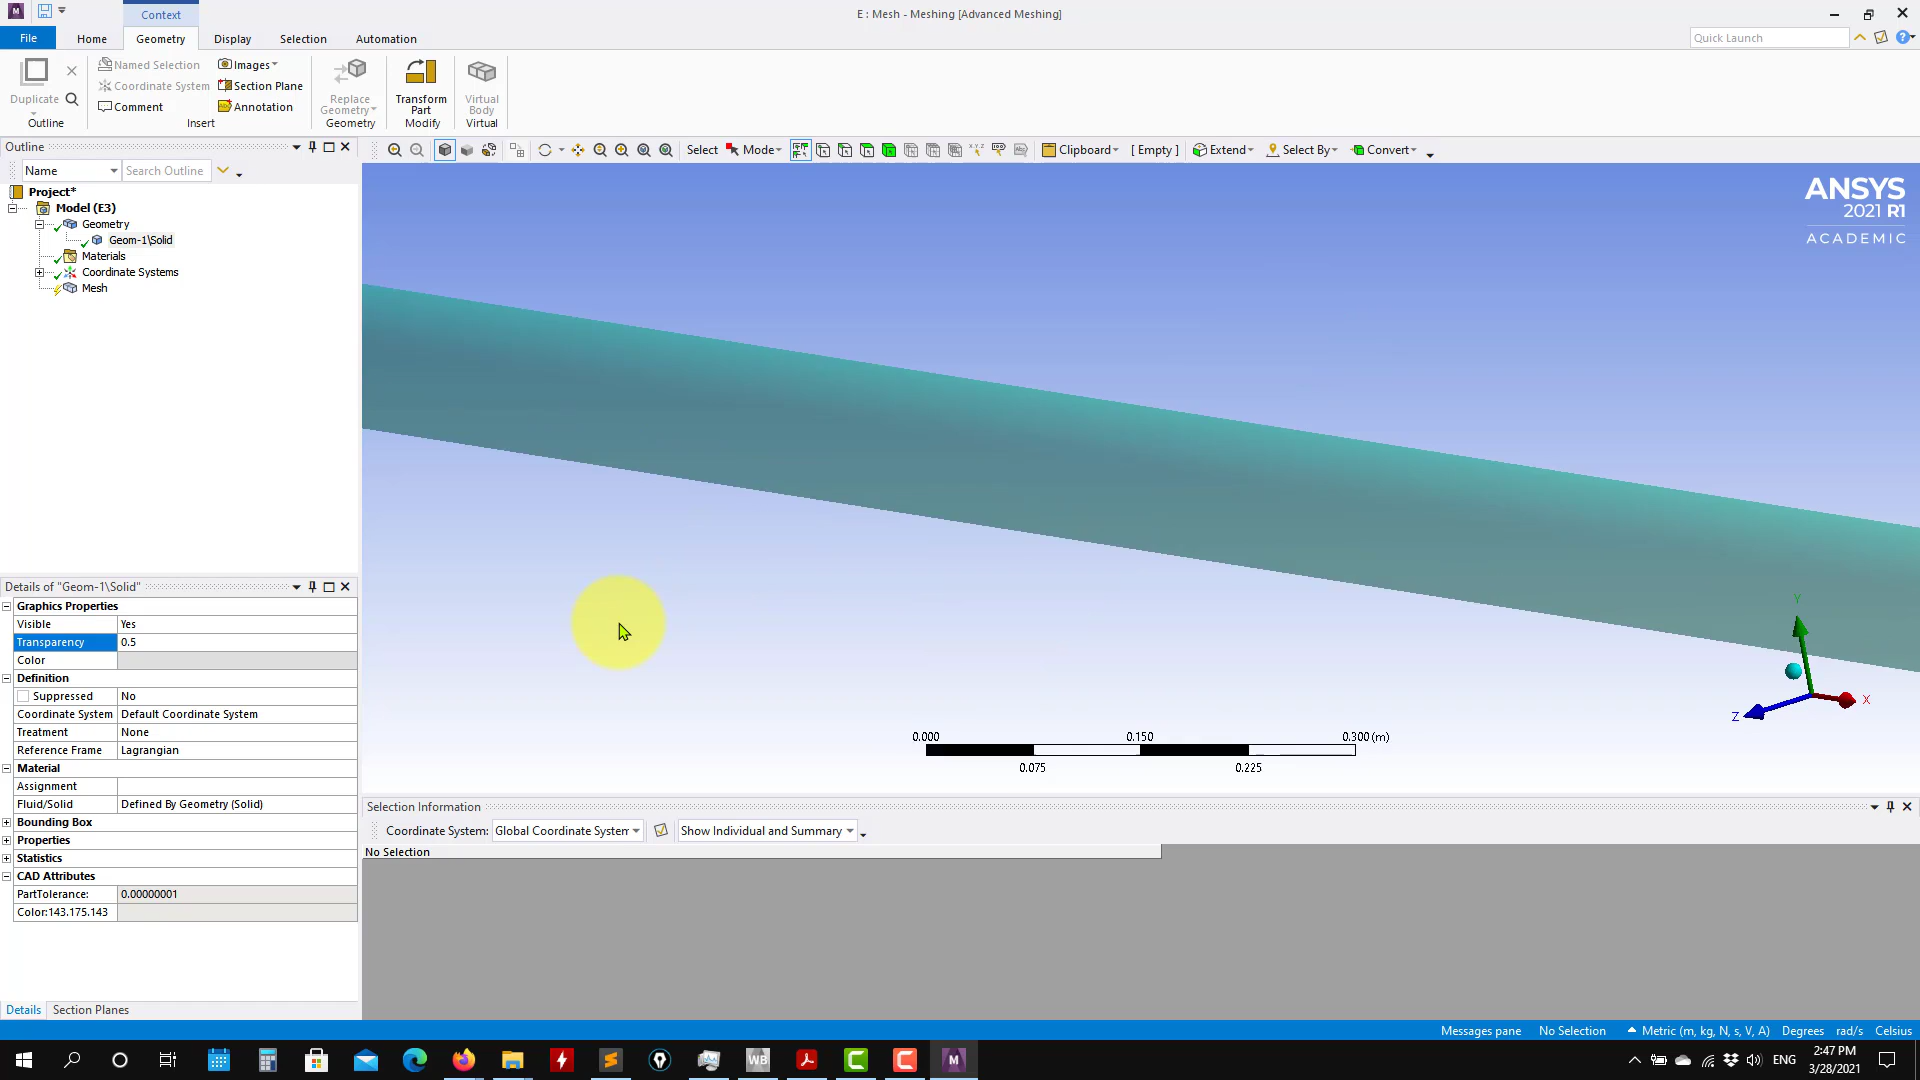 Context
E : Mesh - Meshing [Advanced Meshing]
File
Home
Geometry
Display
Selection
Automation
Quick Launch
Duplicate
Outline
Named Selection
Coordinate System
Comment
Images
Section Plane
Annotation
Insert
Replace
Geometry
Geometry
Transform
Part
Modify
Virtual
Body
Virtual
Outline
Name
Search Outline
Select
Mode
Clipboard
[ Empty ]
Extend
Select By
Convert
Project*
Model (E3)
Geometry
Geom-1\Solid
Materials
Coordinate Systems
Mesh
ANSYS
2021 R1
ACADEMIC
Y
X
Z
0.000
0.150
0.300 (m)
0.075
0.225
Details of "Geom-1\Solid"
Graphics Properties
Visible Yes
Transparency 0.5
Color
Definition
Suppressed No
Coordinate System Default Coordinate System
Treatment None
Reference Frame Lagrangian
Material
Assignment
Fluid/Solid Defined By Geometry (Solid)
Bounding Box
Properties
Statistics
CAD Attributes
PartTolerance: 0.00000001
Color:143.175.143
Details
Section Planes
Selection Information
Coordinate System: Global Coordinate System
Show Individual and Summary
No Selection
Messages pane
No Selection
Metric (m, kg, N, s, V, A)
Degrees
rad/s
Celsius
WB
M
ENG
2:47 PM
3/28/2021